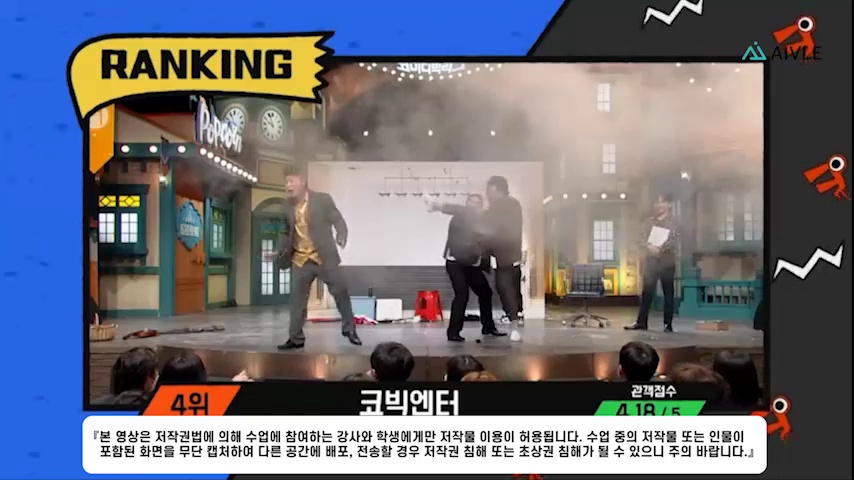 RANKING
AIVLE
POPCORN
4위
코빅엔터
관객점수
4.18 / 5
『본 영상은 저작권법에 의해 수업에 참여하는 강사와 학생에게만 저작물 이용이 허용됩니다. 수업 중의 저작물 또는 인물이
포함된 화면을 무단 캡처하여 다른 공간에 배포, 전송할 경우 저작권 침해 또는 초상권 침해가 될 수 있으니 주의 바랍니다.』